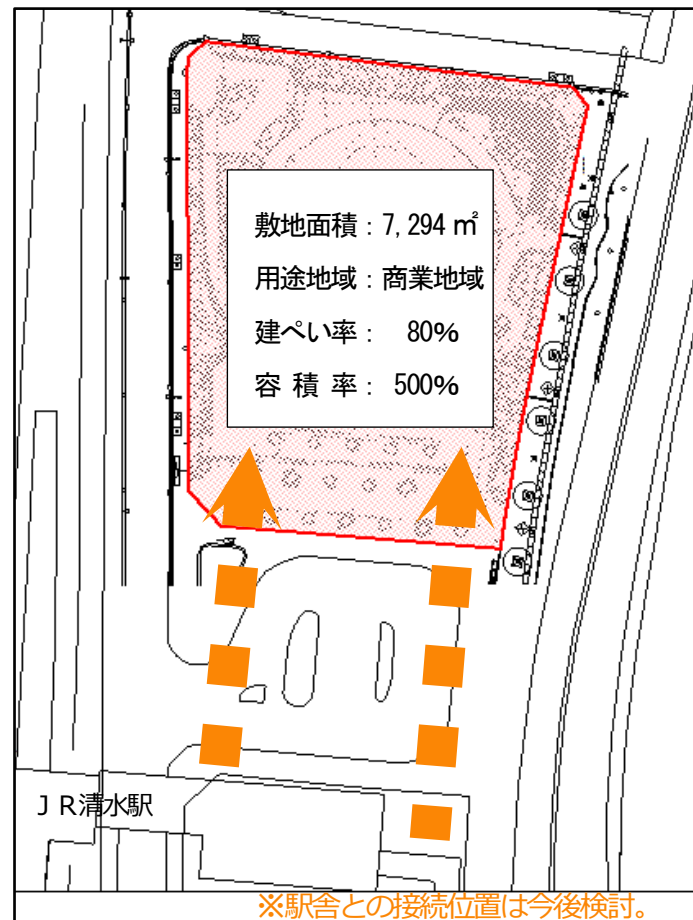 敷地面積：7,294 ㎡
用途地域：商業地域
建ぺい率：　80%
容 積 率：　500%
ＪＲ清水駅
※駅舎との接続位置は今後検討。